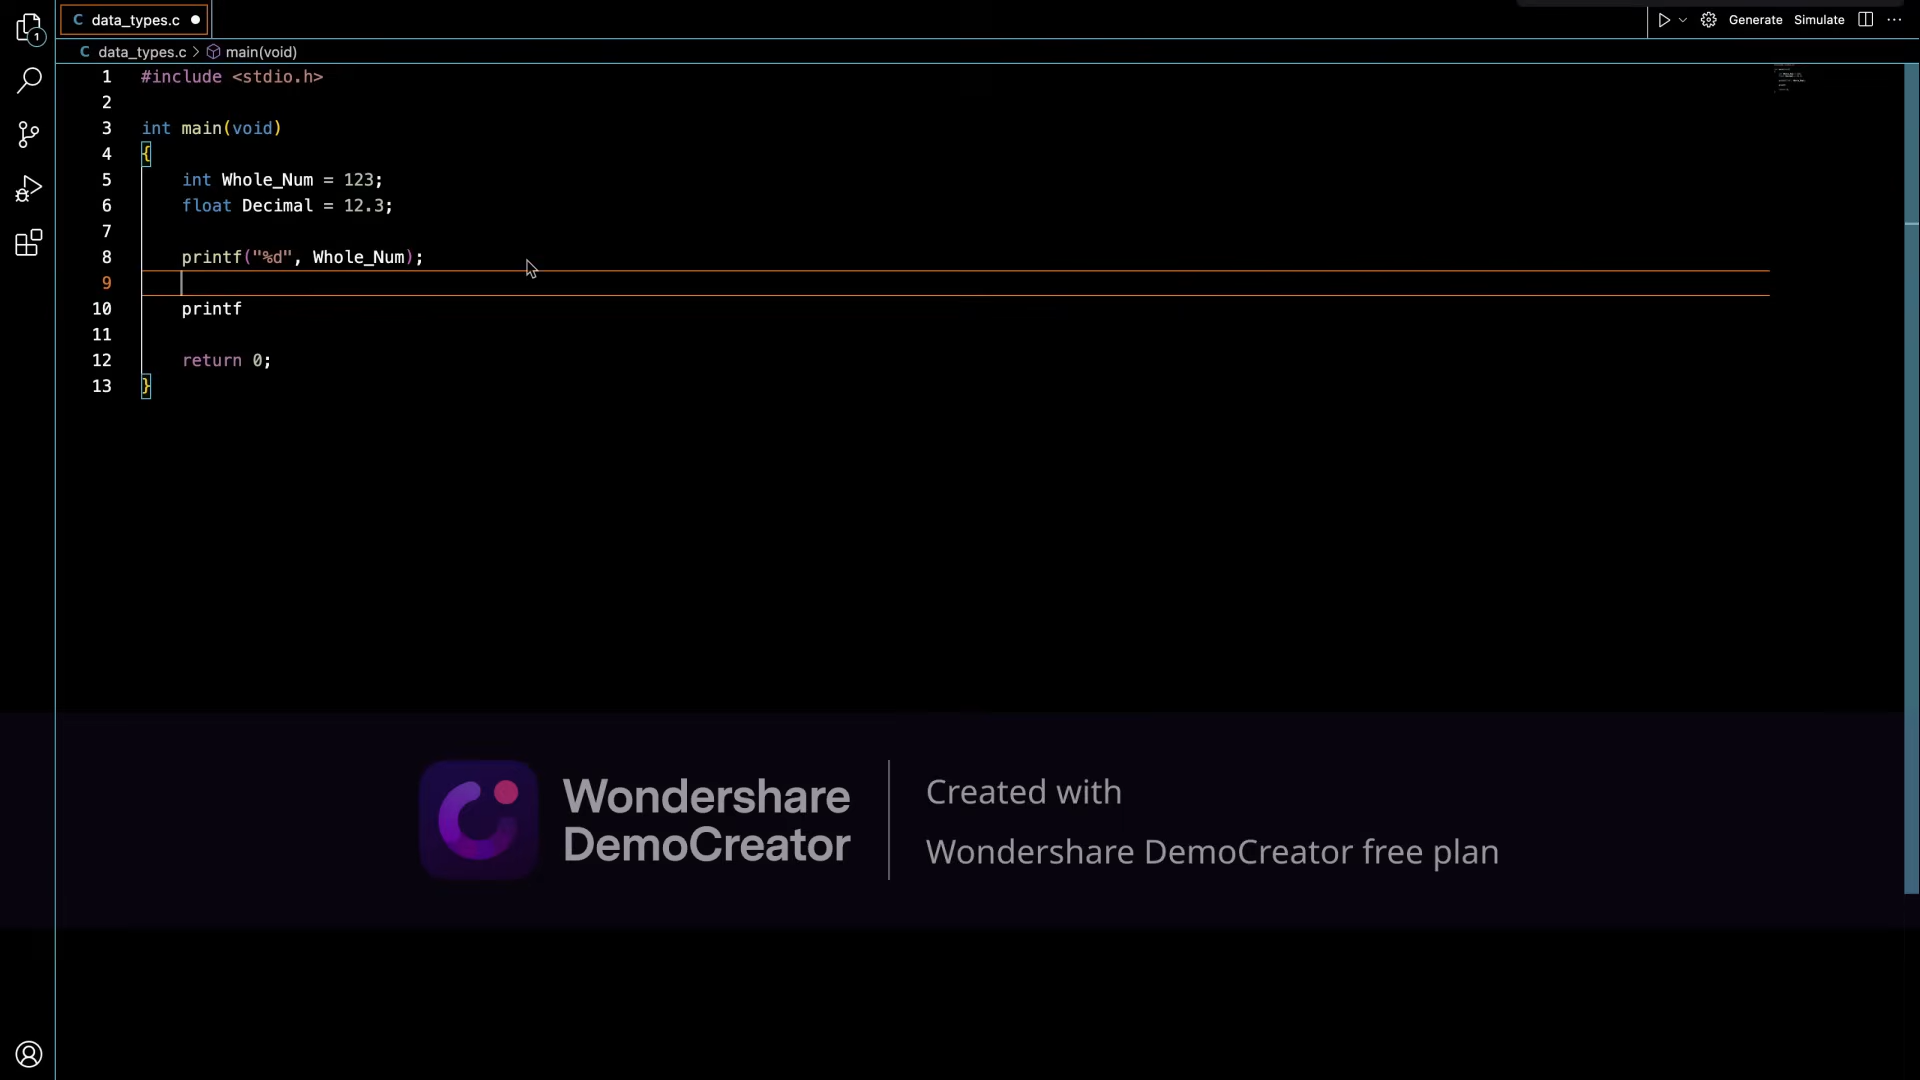 data_types.c
Generate Simulate
data_types.c > main(void)
1 #include <stdio.h>
2
3 int main(void)
4 {
5 int Whole_Num = 123;
6 float Decimal = 12.3;
7
8 printf("%d", Whole_Num);
9
10 printf
11
12 return 0;
13 }
1
Wondershare
DemoCreator
Created with
Wondershare DemoCreator free plan